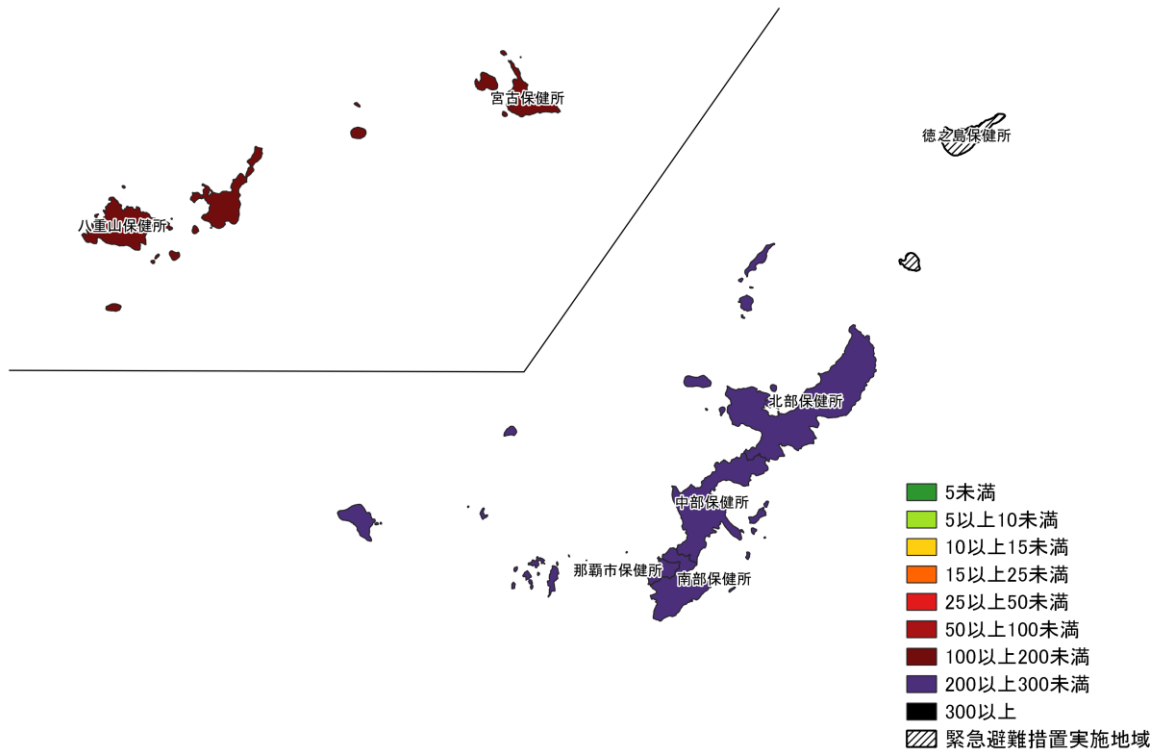 宮古保健所
徳之島保健所
八重山保健所
北部保健所
中部保健所
那覇市保健所
南部保健所
5未満
5以上10未満
10以上15未満
15以上25未満
25以上50未満
50以上100未満
100以上200未満
200以上300未満
300以上
緊急避難措置実施地域